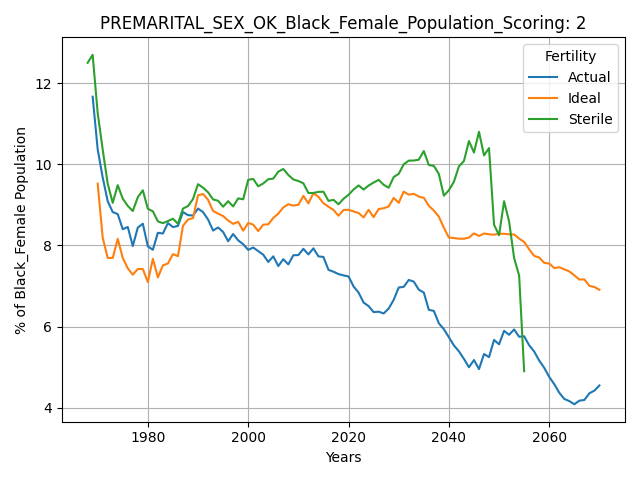 PREMARITAL_SEX_OK_Black_Female_Population_Scoring: 2
% of Black_Female Population
12
10
8
6
4
Fertility
Actual
Ideal
Sterile
1980
2000
2020
2040
2060
Years